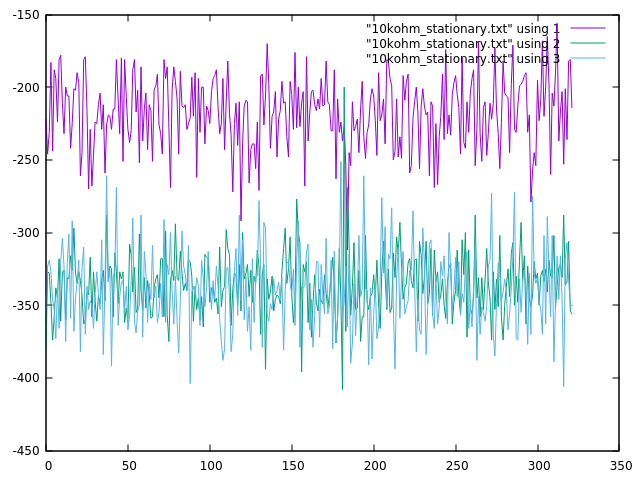 -150
-200
-250
-300
-350
-400
-450
0 50 100 150 200 250 300 350
"10kohm_stationary.txt" using 1
"10kohm_stationary.txt" using 2
"10kohm_stationary.txt" using 3